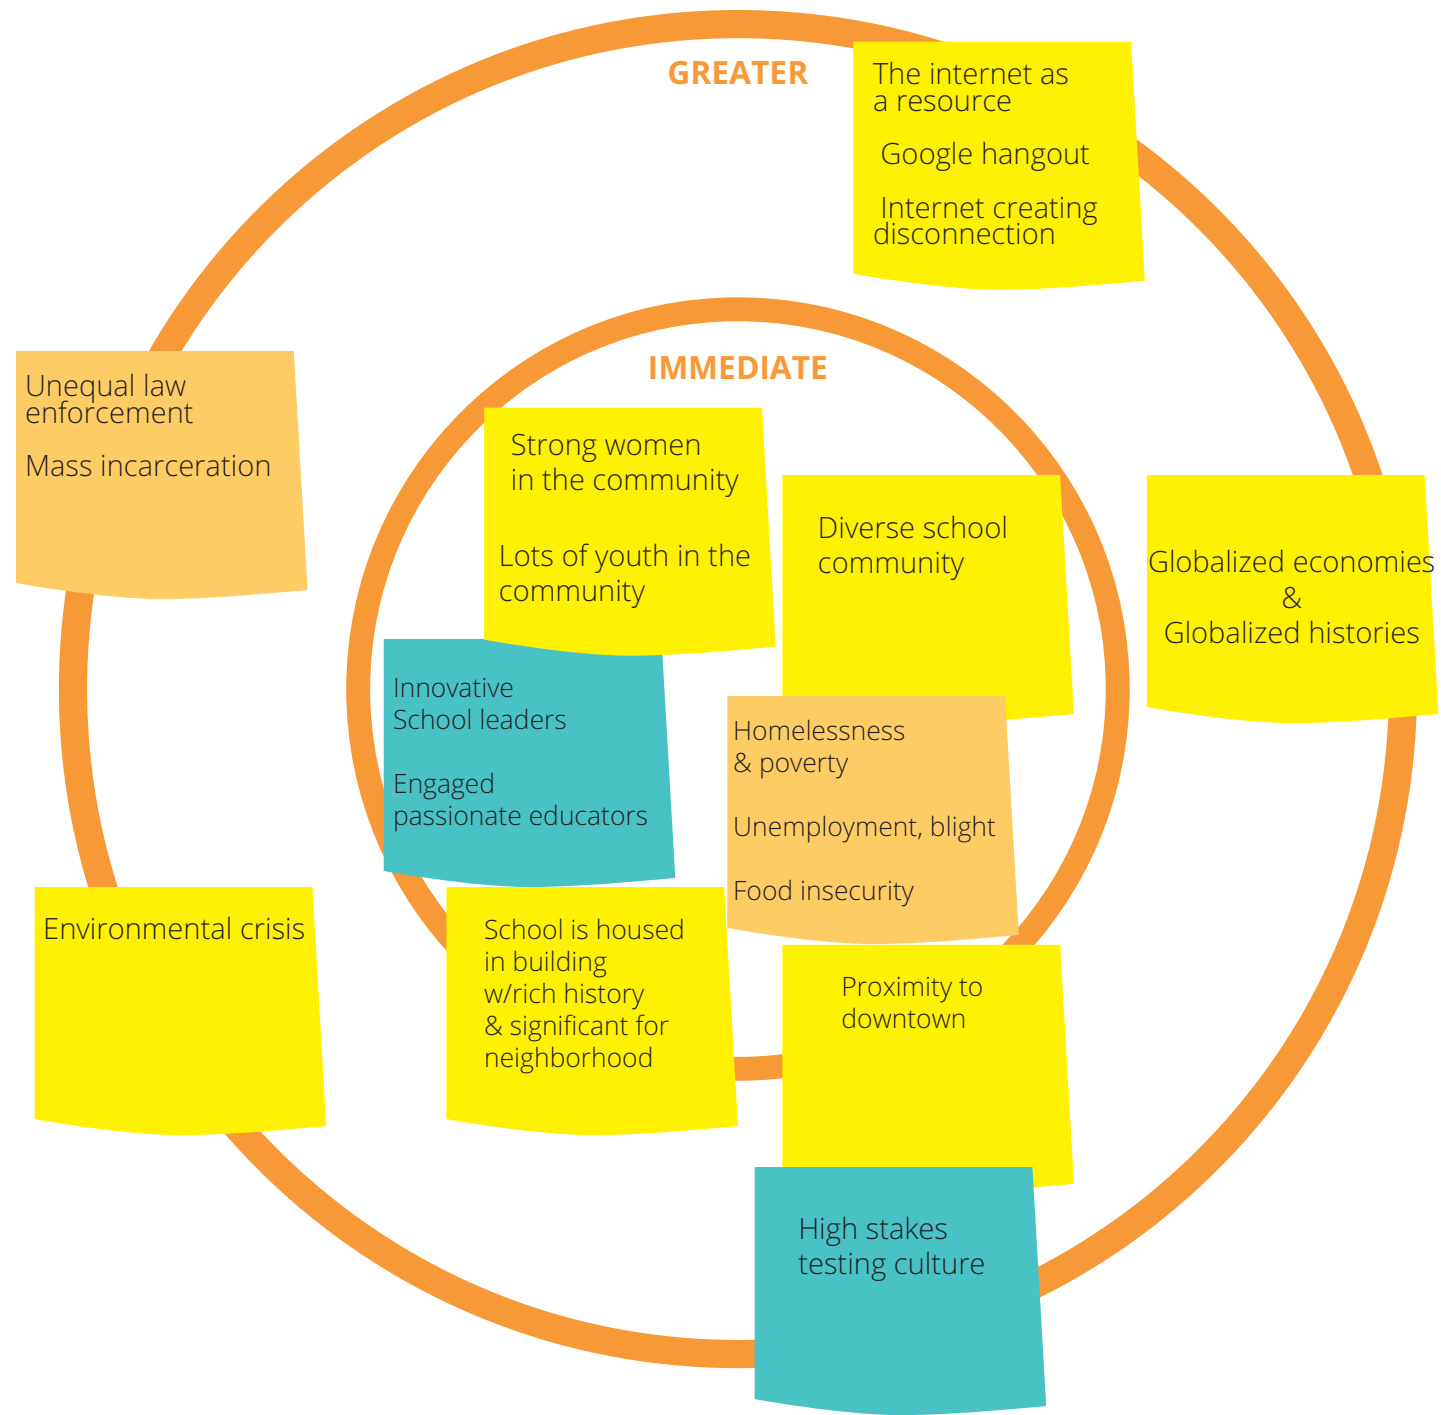 GREATER
The internet as
a resource
Google hangout
Internet creating
disconnection
IMMEDIATE
Unequal law
enforcement
Mass incarceration
Strong women
in the community
Lots of youth in the
community
Diverse school
community
Globalized economies
&
Globalized histories
Innovative
School leaders
Engaged
passionate educators
Homelessness
& poverty
Unemployment, blight
Food insecurity
Environmental crisis
School is housed
in building
w/rich history
& significant for
neighborhood
Proximity to
downtown
High stakes
testing culture